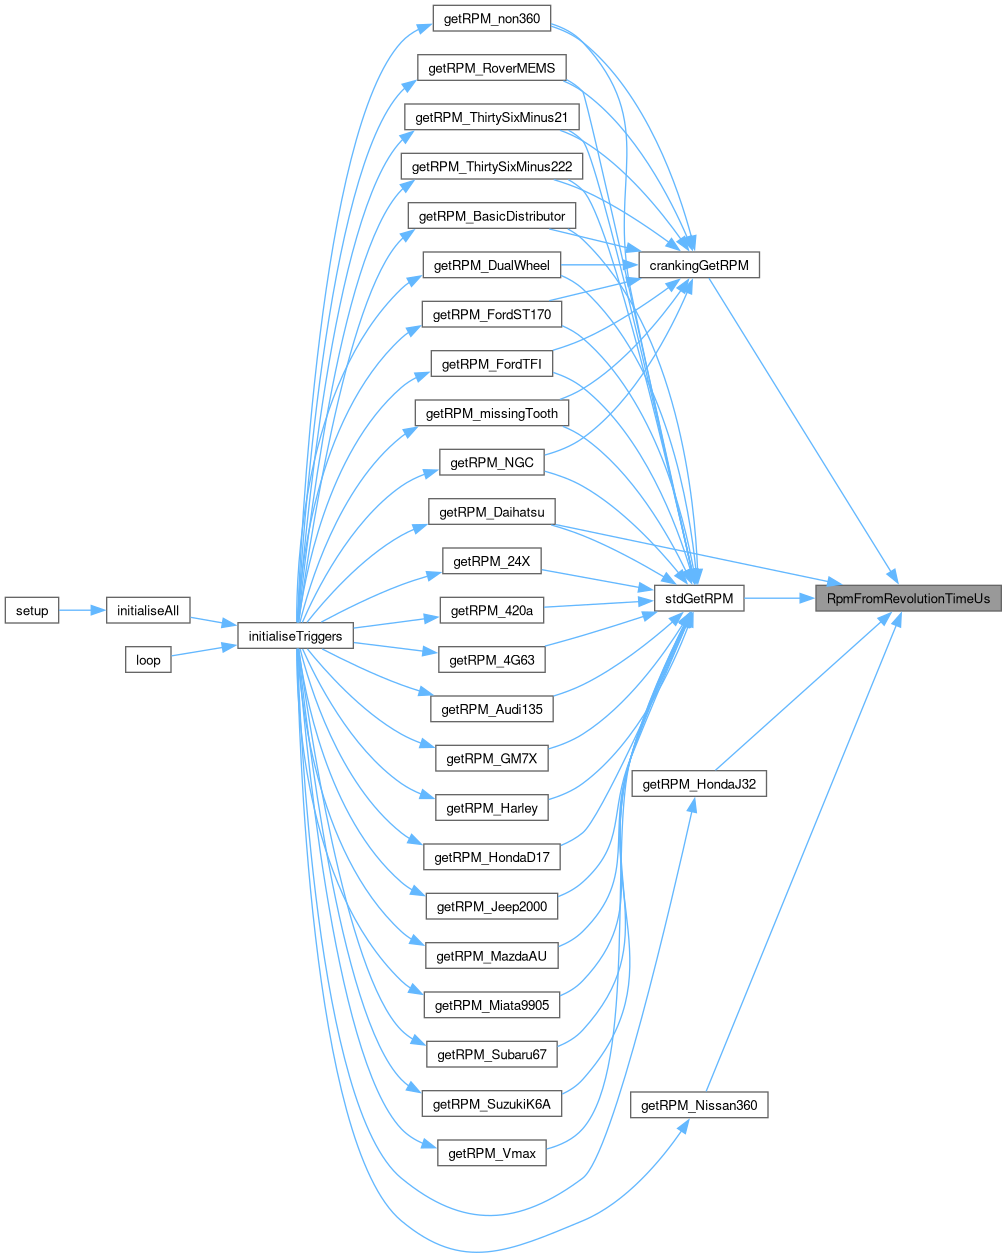 getRPM_non360
getRPM_RoverMEMS
getRPM_ThirtySixMinus21
getRPM_ThirtySixMinus222
getRPM_BasicDistributor
getRPM_DualWheel
crankingGetRPM
getRPM_FordST170
getRPM_FordTFI
getRPM_missingTooth
getRPM_NGC
getRPM_Daihatsu
getRPM_24X
stdGetRPM
RpmFromRevolutionTimeUs
setup
initialiseAll
getRPM_420a
initialiseTriggers
loop
getRPM_4G63
getRPM_Audi135
getRPM_GM7X
getRPM_HondaJ32
getRPM_Harley
getRPM_HondaD17
getRPM_Jeep2000
getRPM_MazdaAU
getRPM_Miata9905
getRPM_Subaru67
getRPM_SuzukiK6A
getRPM_Nissan360
getRPM_Vmax